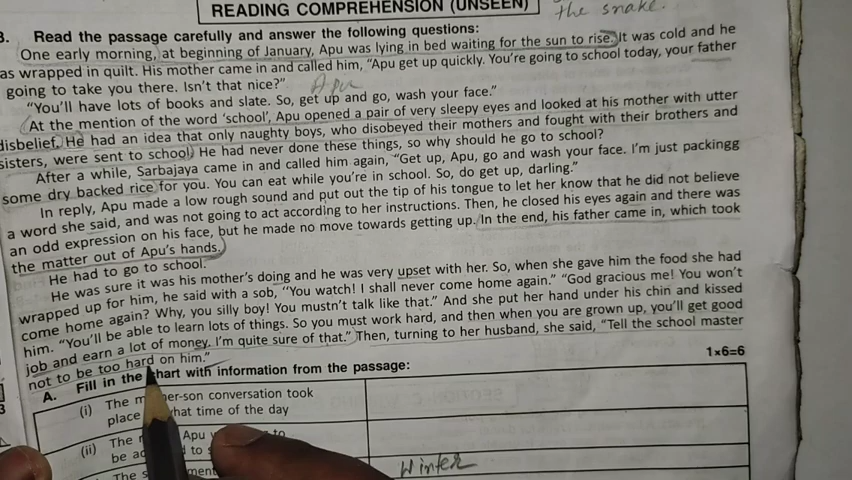 READING COMPREHENSION (UNSEEN)
the snake.
3. Read the passage carefully and answer the following questions:
One early morning, at beginning of January, Apu was lying in bed waiting for the sun to rise. It was cold and he
as wrapped in quilt. His mother came in and called him, “Apu get up quickly. You're going to school today, your father
going to take you there. Isn't that nice?”
Apu
“You'll have lots of books and slate. So, get up and go, wash your face.”
At the mention of the word ‘school’, Apu opened a pair of very sleepy eyes and looked at his mother with utter
disbelief. He had an idea that only naughty boys, who disobeyed their mothers and fought with their brothers and
sisters, were sent to school. He had never done these things, so why should he go to school?
After a while, Sarbajaya came in and called him again, “Get up, Apu, go and wash your face. I'm just packingg
some dry backed rice for you. You can eat while you're in school. So, do get up, darling.”
In reply, Apu made a low rough sound and put out the tip of his tongue to let her know that he did not believe
a word she said, and was not going to act according to her instructions. Then, he closed his eyes again and there was
an odd expression on his face, but he made no move towards getting up. In the end, his father came in, which took
the matter out of Apu's hands.
He had to go to school.
He was sure it was his mother's doing and he was very upset with her. So, when she gave him the food she had
wrapped up for him, he said with a sob, “You watch! I shall never come home again.” “God gracious me! You won't
come home again? Why, you silly boy! You mustn't talk like that.” And she put her hand under his chin and kissed
him. “You'll be able to learn lots of things. So you must work hard, and then when you are grown up, you'll get good
job and earn a lot of money. I'm quite sure of that.” Then, turning to her husband, she said, “Tell the school master
not to be too hard on him.”
A. Fill in the chart with information from the passage: 1×6=6
(i) The m er-son conversation took
place hat time of the day
(ii) The Apu to
be ad to
The s ment
Winter